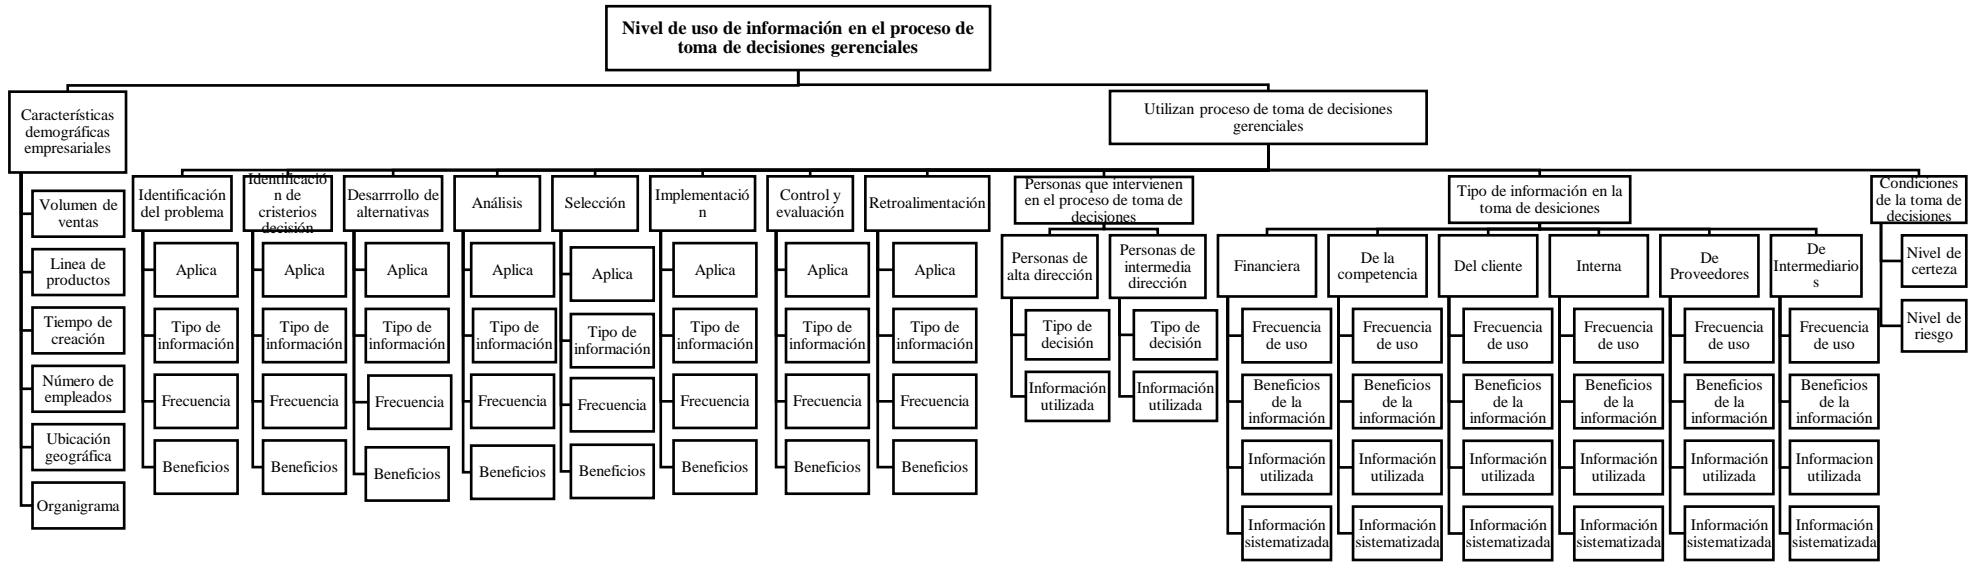 Nivel de uso de información en el proceso de
toma de decisiones gerenciales
Características
demográficas
empresariales
Utilizan proceso de toma de decisiones
gerenciales
Volumen de
ventas
Linea de
productos
Tiempo de
creación
Número de
empleados
Ubicación
geográfica
Organigrama
Identificación
del problema
Aplica
Tipo de
información
Frecuencia
Beneficios
Identificació
n de
cristerios
decisión
Aplica
Tipo de
información
Frecuencia
Beneficios
Desarrrollo de
alternativas
Aplica
Tipo de
información
Frecuencia
Beneficios
Análisis
Aplica
Tipo de
información
Frecuencia
Beneficios
Selección
Aplica
Tipo de
información
Frecuencia
Beneficios
Implementació
n
Aplica
Tipo de
información
Frecuencia
Beneficios
Control y
evaluación
Aplica
Tipo de
información
Frecuencia
Beneficios
Retroalimentación
Aplica
Tipo de
información
Frecuencia
Beneficios
Personas que intervienen
en el proceso de toma de
decisiones
Personas de
alta dirección
Tipo de
decisión
Información
utilizada
Personas de
intermedia
dirección
Tipo de
decisión
Información
utilizada
Tipo de información en la
toma de desiciones
Financiera
Frecuencia
de uso
Beneficios
de la
información
Información
utilizada
Información
sistematizada
De la
competencia
Frecuencia
de uso
Beneficios
de la
información
Información
utilizada
Información
sistematizada
Del cliente
Frecuencia
de uso
Beneficios
de la
información
Información
utilizada
Información
sistematizada
Interna
Frecuencia
de uso
Beneficios
de la
información
Información
utilizada
Información
sistematizada
De
Proveedores
Frecuencia
de uso
Beneficios
de la
información
Información
utilizada
Información
sistematizada
De
Intermediario
s
Frecuencia
de uso
Beneficios
de la
información
Informacion
utilizada
Información
sistematizada
Condiciones
de la toma de
decisiones
Nivel de
certeza
Nivel de
riesgo